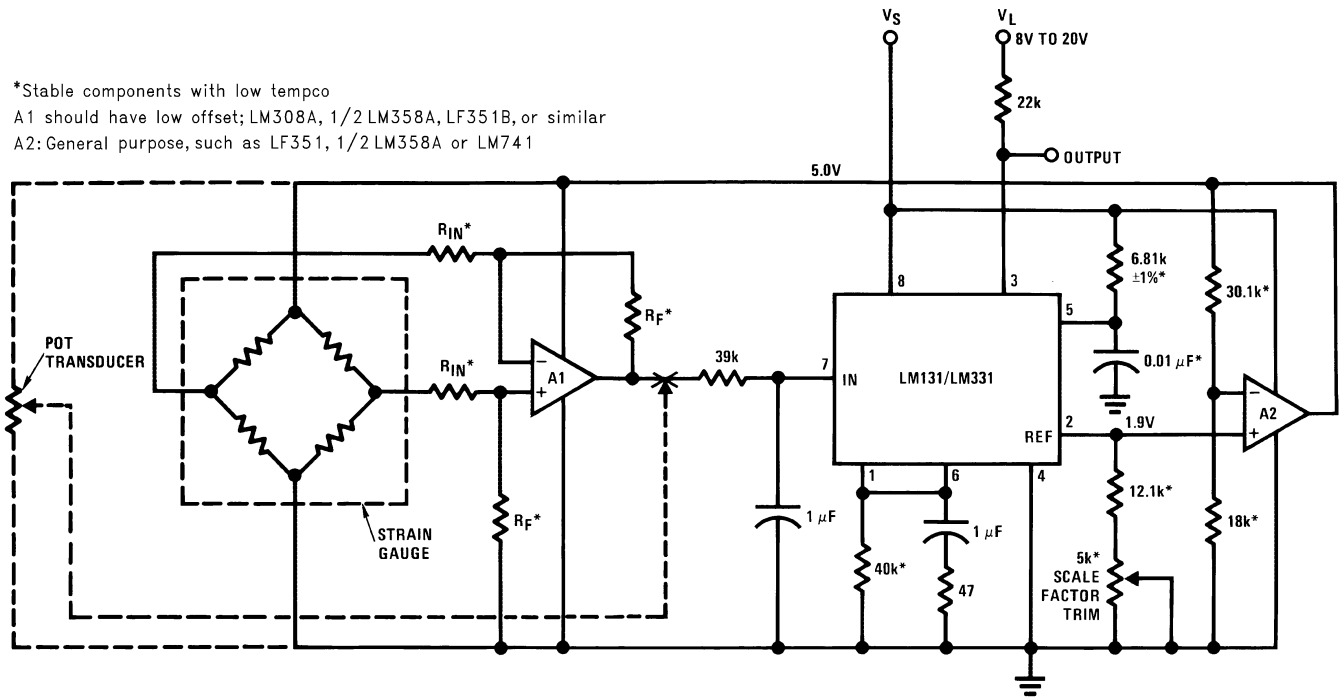 V_S
V_L
8V TO 20V
22k
OUTPUT
*Stable components with low tempco
A1 should have low offset; LM308A, 1/2 LM358A, LF351B, or similar
A2: General purpose, such as LF351, 1/2 LM358A or LM741
5.0V
R_IN*
R_F*
POT
TRANSDUCER
R_IN*
A1
−
+
R_F*
STRAIN
GAUGE
39k
1 µF
7
IN
8
3
5
LM131/LM331
2
REF
1
6
4
6.81k
±1%*
0.01 µF*
30.1k*
1.9V
−
A2
+
12.1k*
18k*
40k*
1 µF
47
5k*
SCALE
FACTOR
TRIM